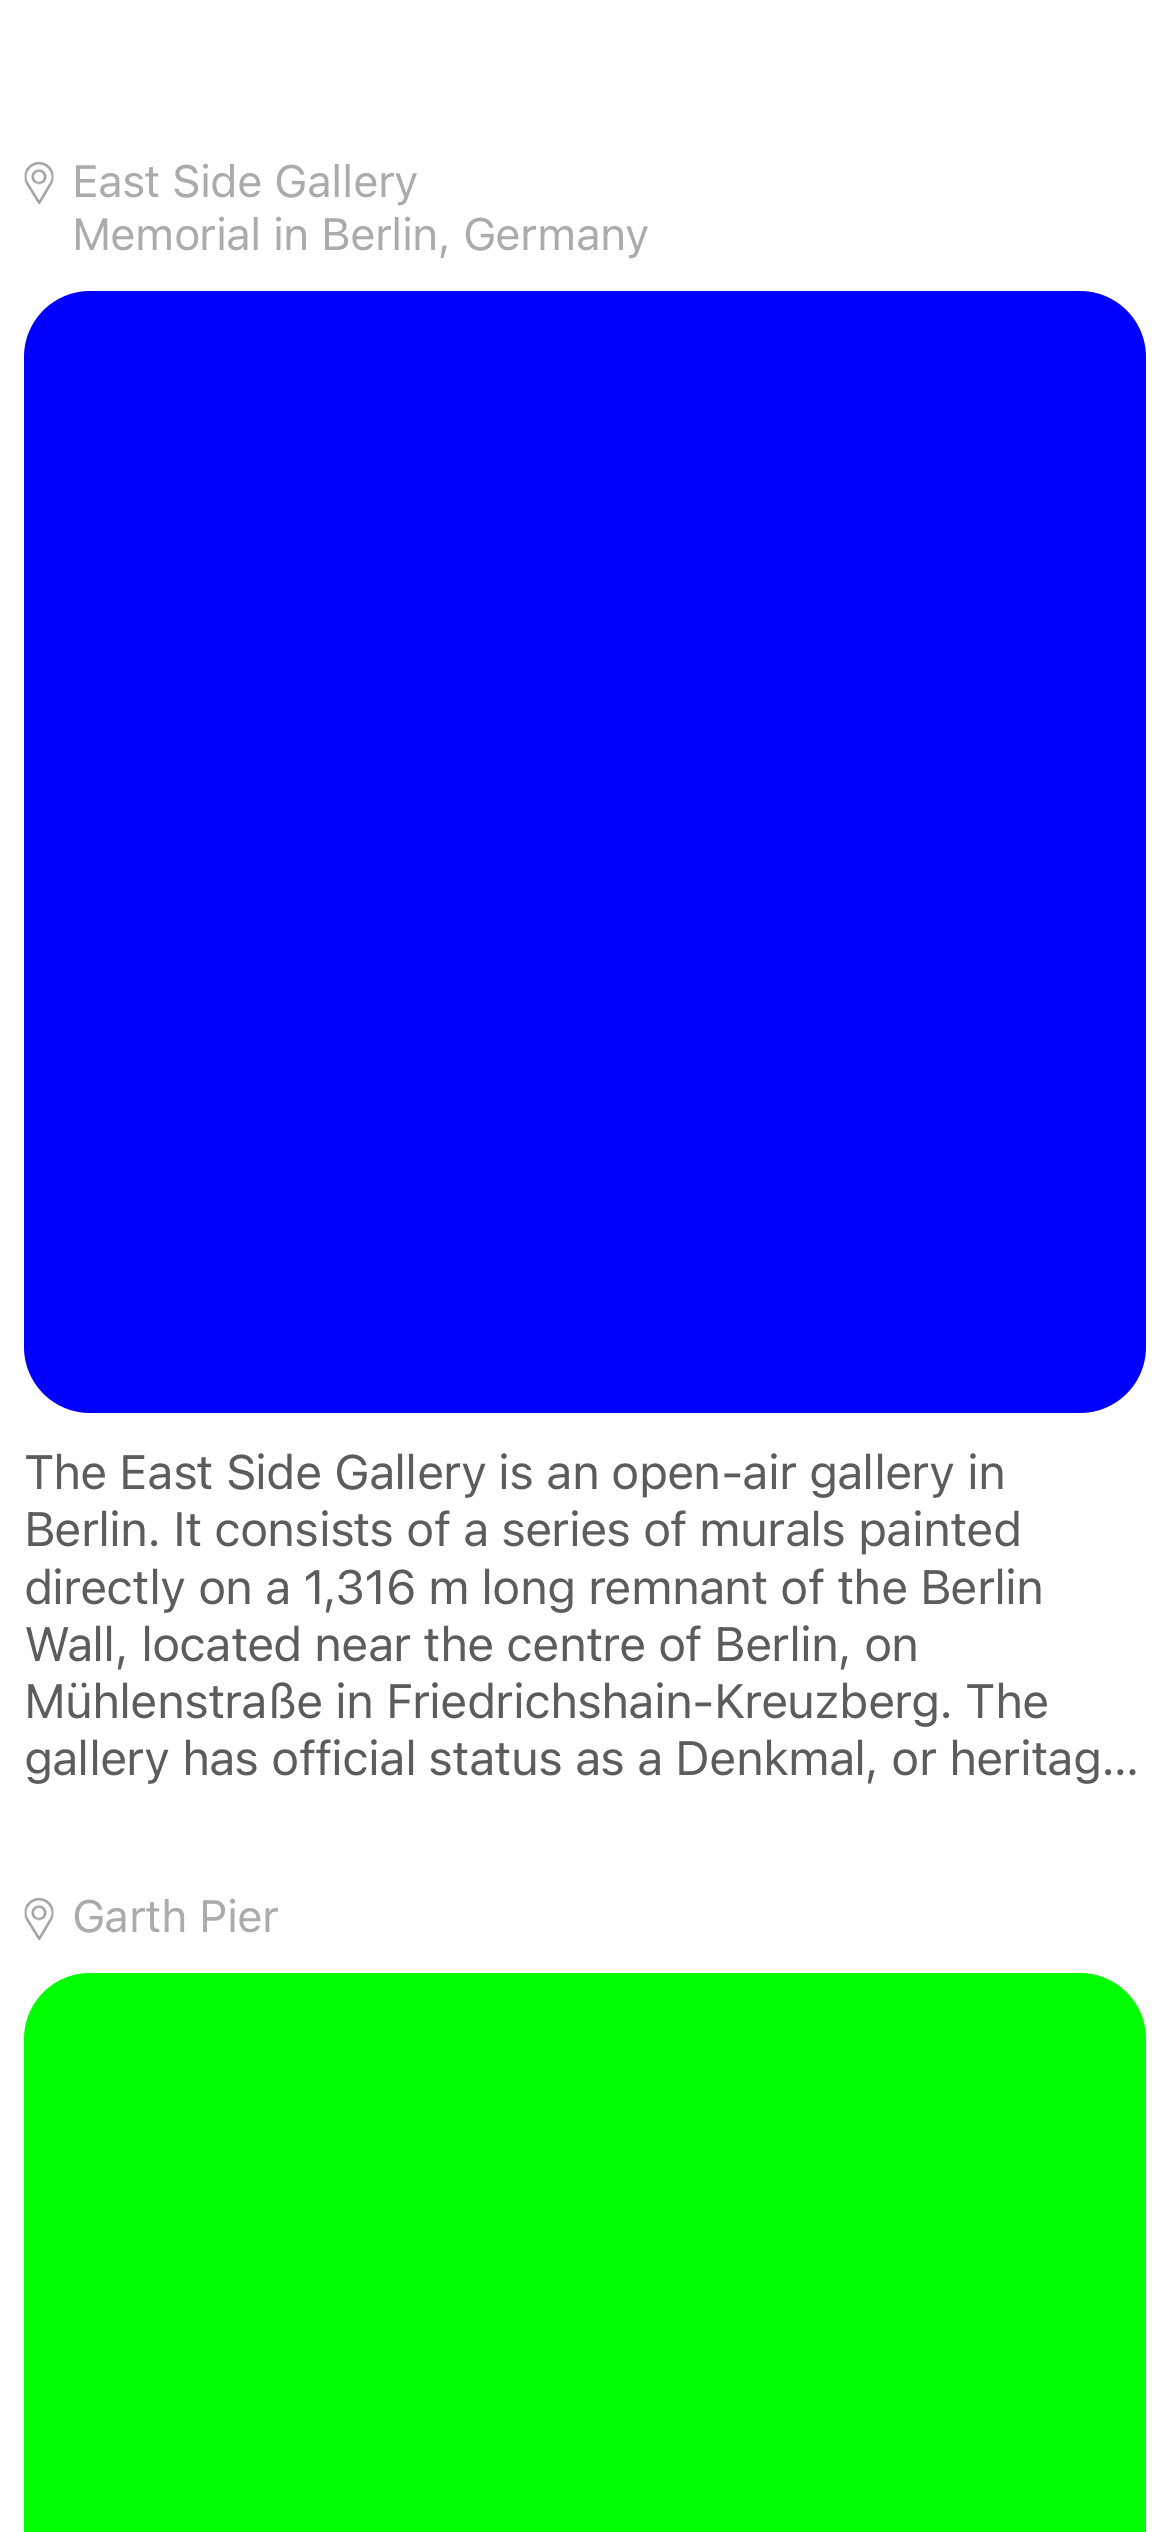 East Side Gallery
Memorial in Berlin, Germany
The East Side Gallery is an open-air gallery in
Berlin. It consists of a series of murals painted
directly on a 1,316 m long remnant of the Berlin
Wall, located near the centre of Berlin, on
Mühlenstraße in Friedrichshain-Kreuzberg. The
gallery has official status as a Denkmal, or heritag...
Garth Pier